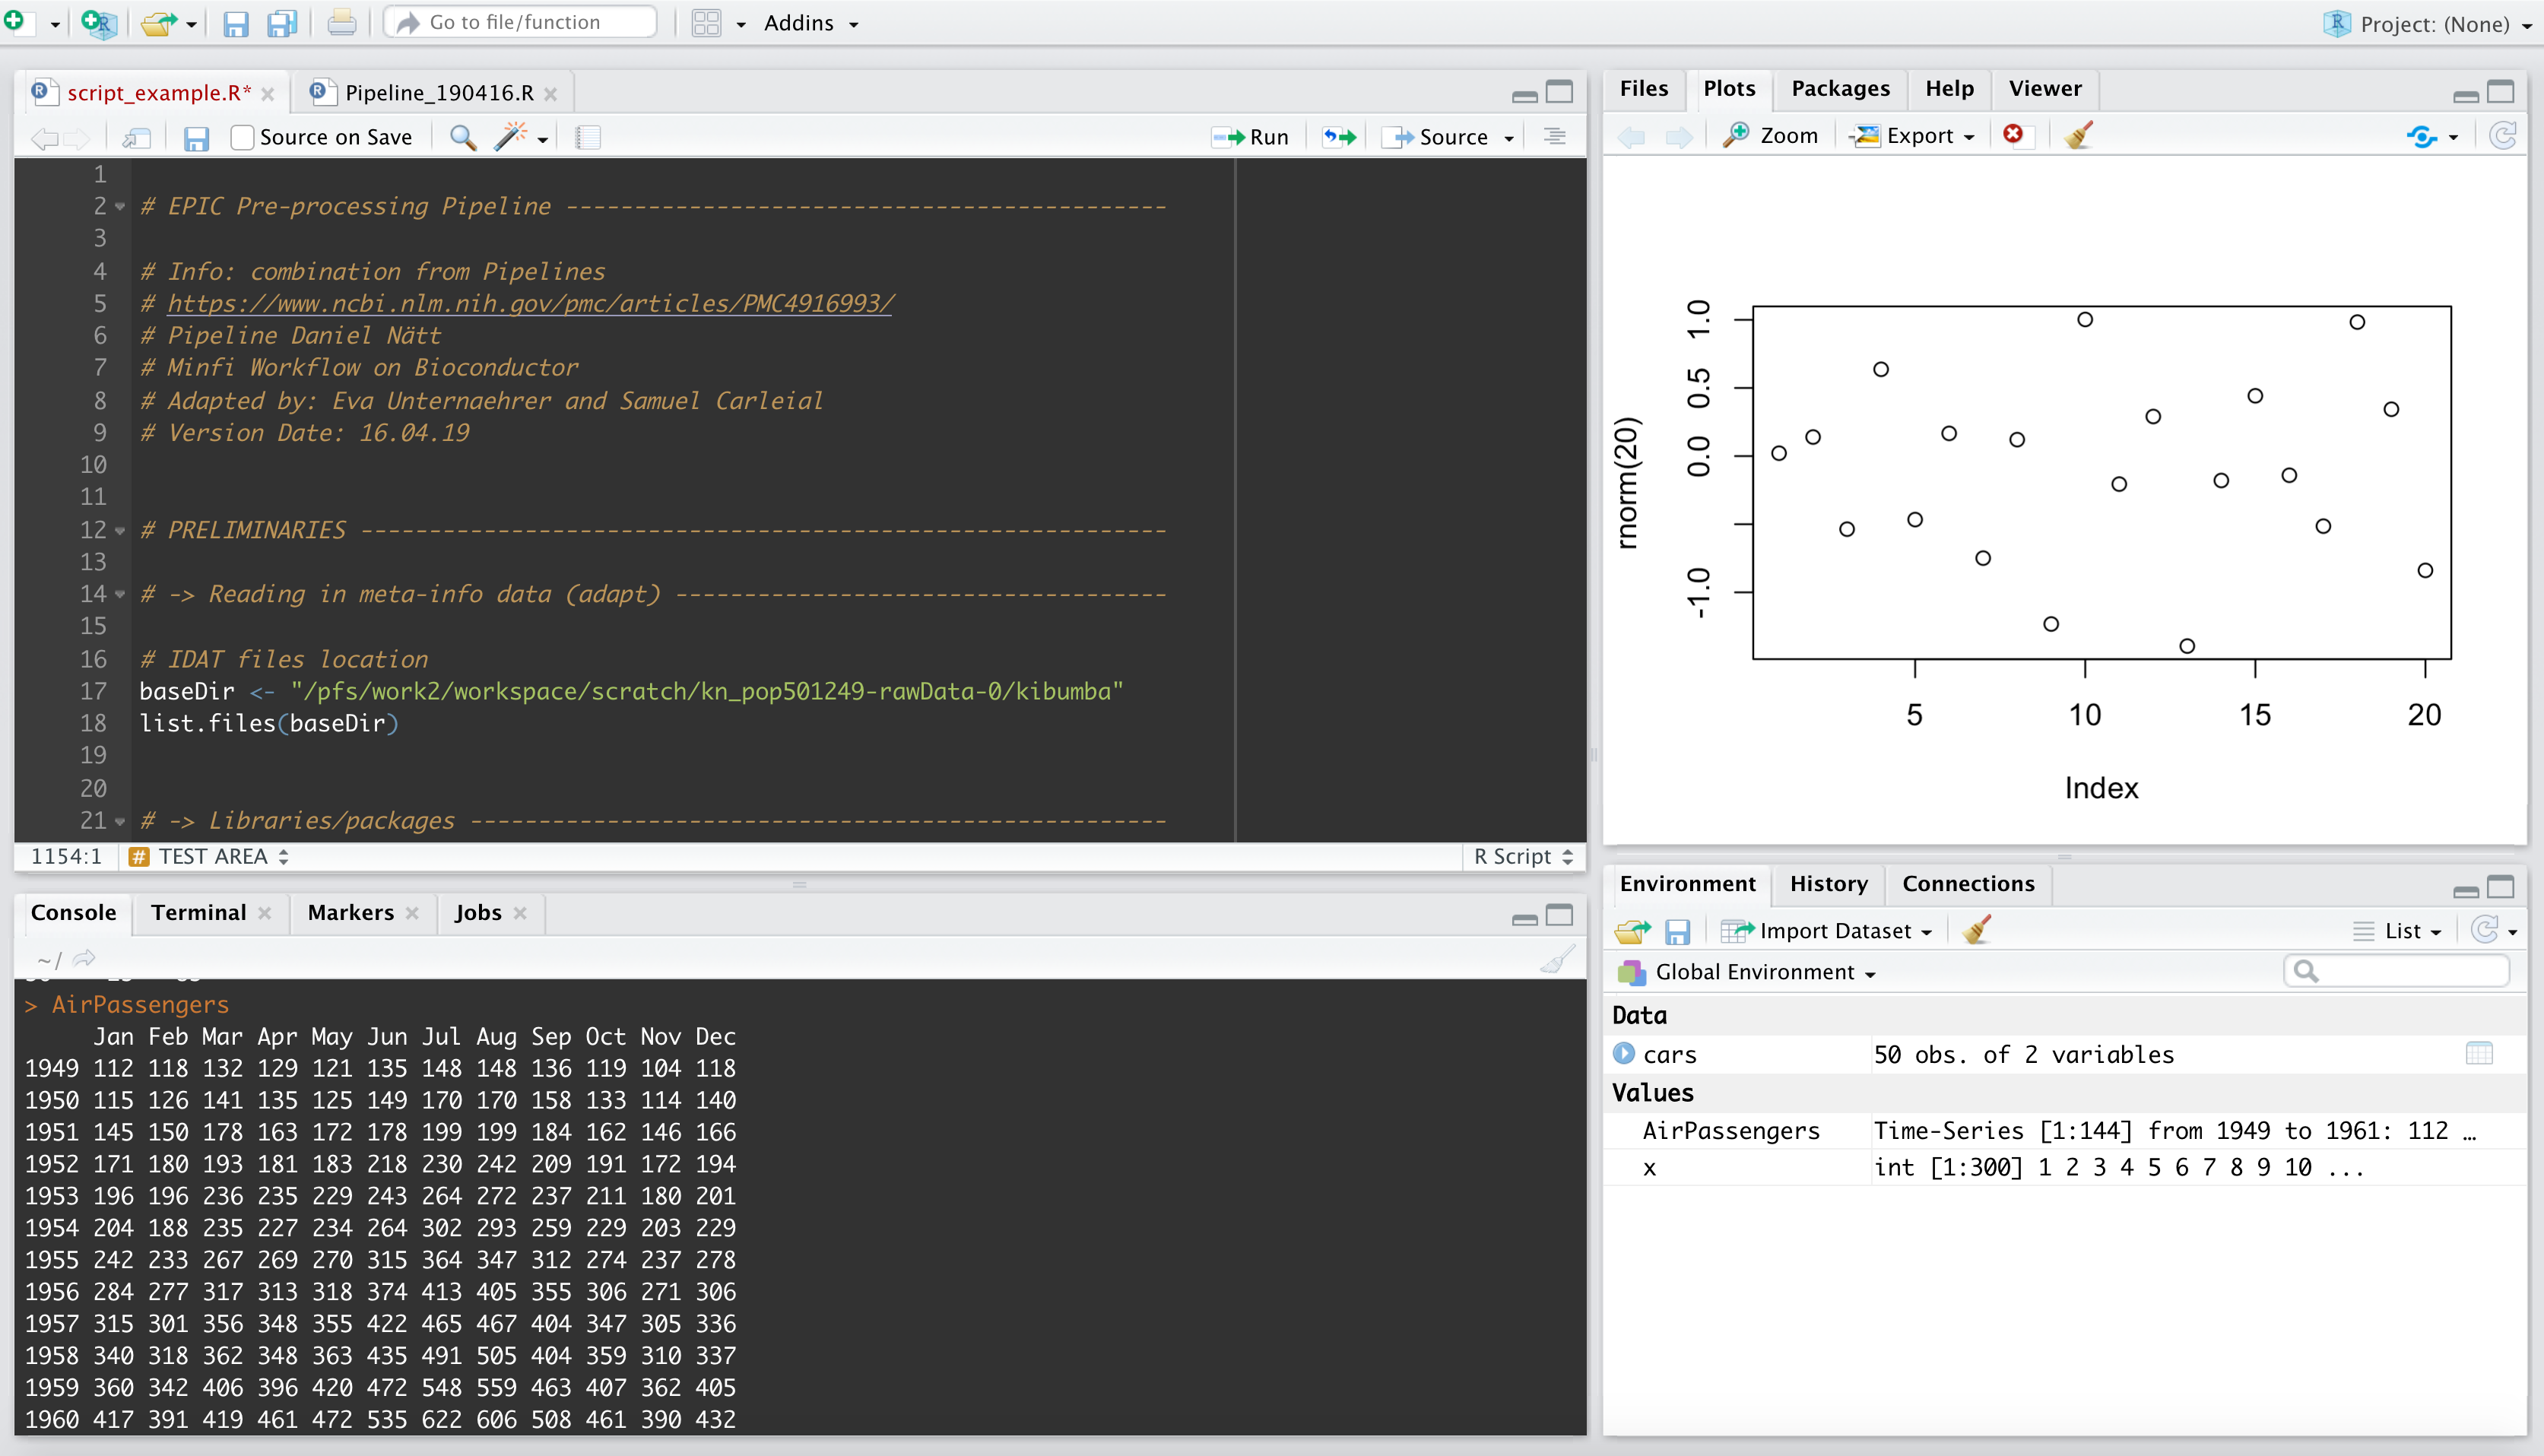 Go to file/function
Addins
Project: (None)
script_example.R*
Pipeline_190416.R
Source on Save
Run
Source
1
2 # EPIC Pre-processing Pipeline --------------------------------------------
3
4 # Info: combination from Pipelines
5 # https://www.ncbi.nlm.nih.gov/pmc/articles/PMC4916993/
6 # Pipeline Daniel Nätt
7 # Minfi Workflow on Bioconductor
8 # Adapted by: Eva Unternaehrer and Samuel Carleial
9 # Version Date: 16.04.19
10
11
12 # PRELIMINARIES -----------------------------------------------------------
13
14 # -> Reading in meta-info data (adapt) ------------------------------------
15
16 # IDAT files location
17 baseDir <- "/pfs/work2/workspace/scratch/kn_pop501249-rawData-0/kibumba"
18 list.files(baseDir)
19
20
21 # -> Libraries/packages ---------------------------------------------------
1154:1 # TEST AREA
R Script
Console Terminal Markers Jobs
~/
> AirPassengers
Jan Feb Mar Apr May Jun Jul Aug Sep Oct Nov Dec
1949 112 118 132 129 121 135 148 148 136 119 104 118
1950 115 126 141 135 125 149 170 170 158 133 114 140
1951 145 150 178 163 172 178 199 199 184 162 146 166
1952 171 180 193 181 183 218 230 242 209 191 172 194
1953 196 196 236 235 229 243 264 272 237 211 180 201
1954 204 188 235 227 234 264 302 293 259 229 203 229
1955 242 233 267 269 270 315 364 347 312 274 237 278
1956 284 277 317 313 318 374 413 405 355 306 271 306
1957 315 301 356 348 355 422 465 467 404 347 305 336
1958 340 318 362 348 363 435 491 505 404 359 310 337
1959 360 342 406 396 420 472 548 559 463 407 362 405
1960 417 391 419 461 472 535 622 606 508 461 390 432
Files Plots Packages Help Viewer
Zoom Export
rnorm(20)
1.0
0.5
0.0
-1.0
5 10 15 20
Index
Environment History Connections
Import Dataset
List
Global Environment
Data
cars 50 obs. of 2 variables
Values
AirPassengers Time-Series [1:144] from 1949 to 1961: 112 …
x int [1:300] 1 2 3 4 5 6 7 8 9 10 ...